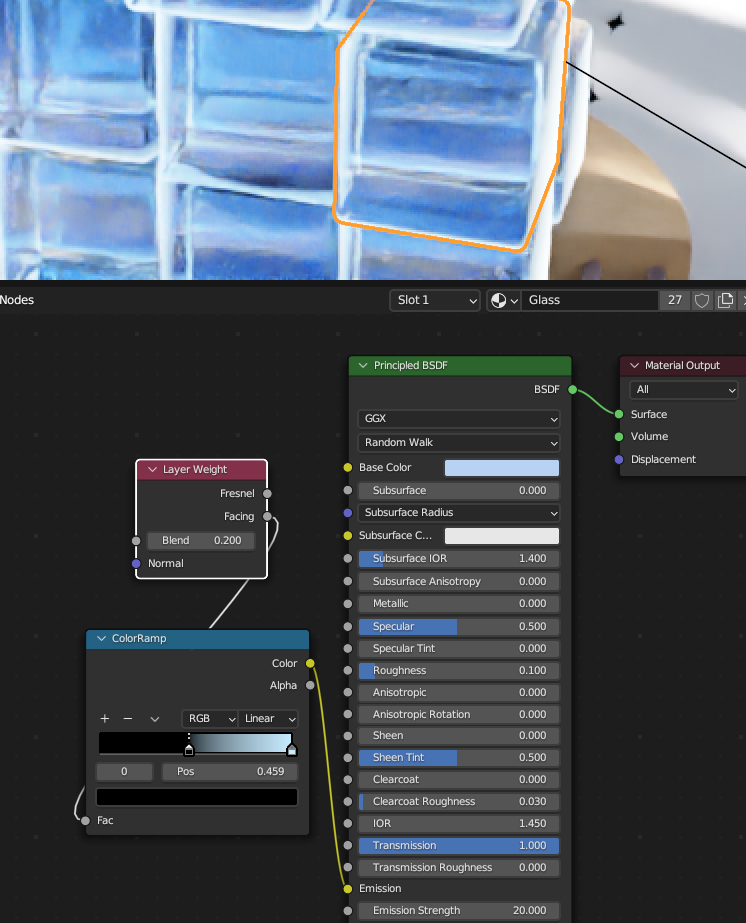 Nodes Slot 1 Glass 27
Principled BSDF
BSDF
GGX
Random Walk
Base Color
Subsurface 0.000
Subsurface Radius
Subsurface C...
Subsurface IOR 1.400
Subsurface Anisotropy 0.000
Metallic 0.000
Specular 0.500
Specular Tint 0.000
Roughness 0.100
Anisotropic 0.000
Anisotropic Rotation 0.000
Sheen 0.000
Sheen Tint 0.500
Clearcoat 0.000
Clearcoat Roughness 0.030
IOR 1.450
Transmission 1.000
Transmission Roughness 0.000
Emission
Emission Strength 20.000
Material Output
All
Surface
Volume
Displacement
Layer Weight
Fresnel
Facing
Blend 0.200
Normal
ColorRamp
Color
Alpha
+ − RGB Linear
0 Pos 0.459
Fac